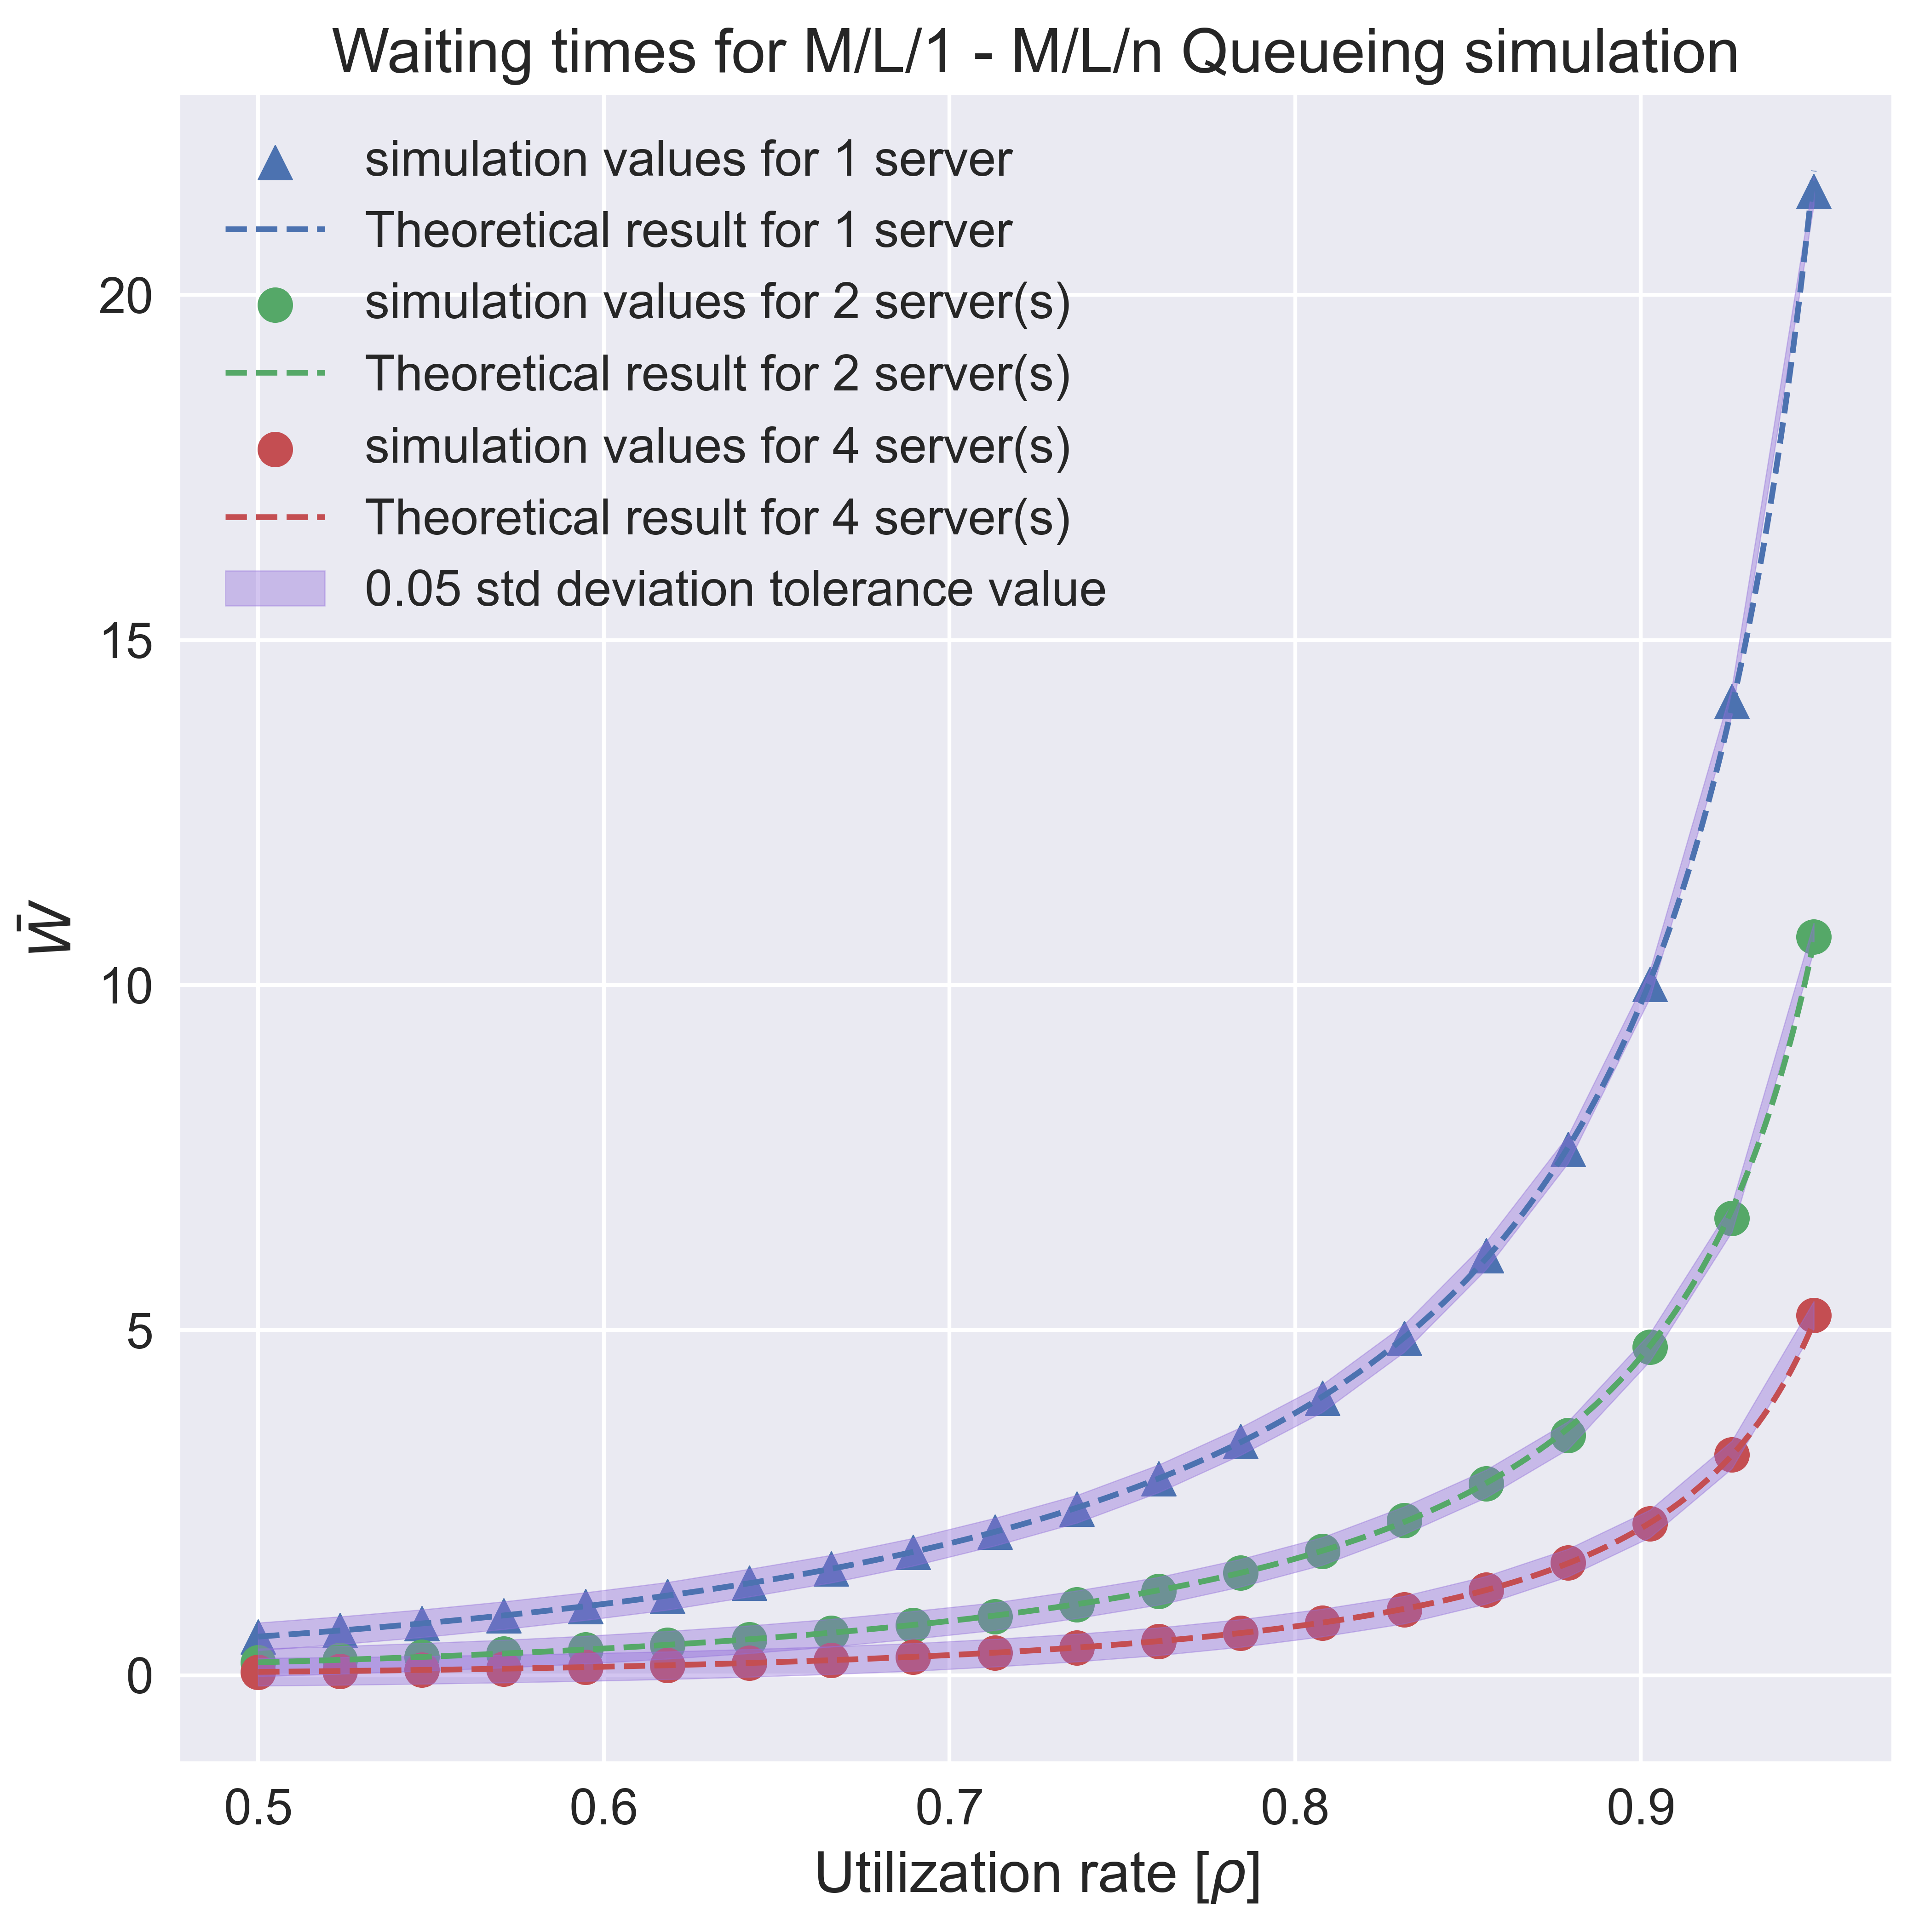 Waiting times for M/L/1 - M/L/n Queueing simulation
simulation values for 1 server
Theoretical result for 1 server
simulation values for 2 server(s)
Theoretical result for 2 server(s)
simulation values for 4 server(s)
Theoretical result for 4 server(s)
0.05 std deviation tolerance value
20
15
10
5
0
W̄
0.5 0.6 0.7 0.8 0.9
Utilization rate [ρ]